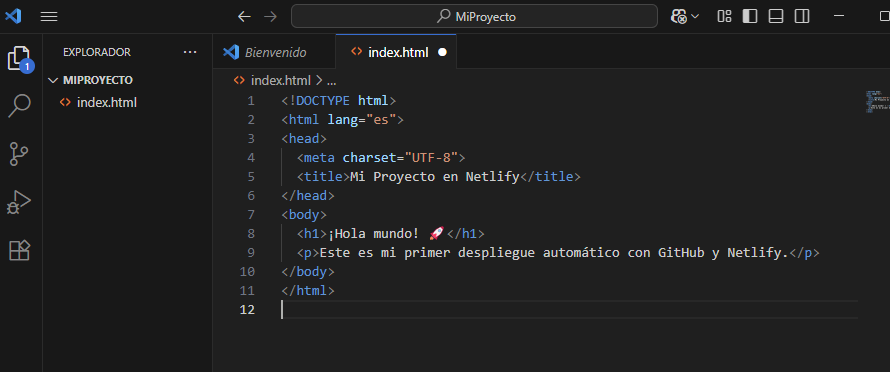 MiProyecto
EXPLORADOR
MIPROYECTO
index.html
1
Bienvenido
index.html
index.html > ...
1 <!DOCTYPE html>
2 <html lang="es">
3 <head>
4 <meta charset="UTF-8">
5 <title>Mi Proyecto en Netlify</title>
6 </head>
7 <body>
8 <h1>¡Hola mundo! 🚀</h1>
9 <p>Este es mi primer despliegue automático con GitHub y Netlify.</p>
10 </body>
11 </html>
12